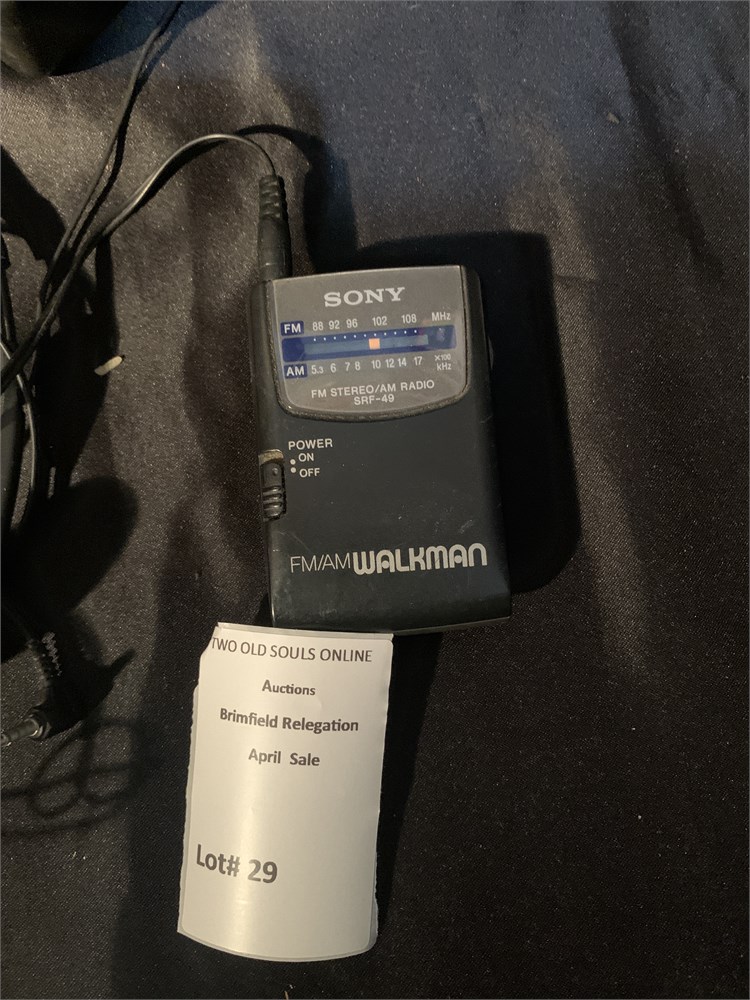 SONY
FM 88 92 96 102 108 MHz
AM 5.3 6 7 8 10 12 14 17 X100 kHz
FM STEREO/AM RADIO
SRF-49
POWER
ON
OFF
FM/AM WALKMAN
TWO OLD SOULS ONLINE
Auctions
Brimfield Relegation
April Sale
Lot# 29